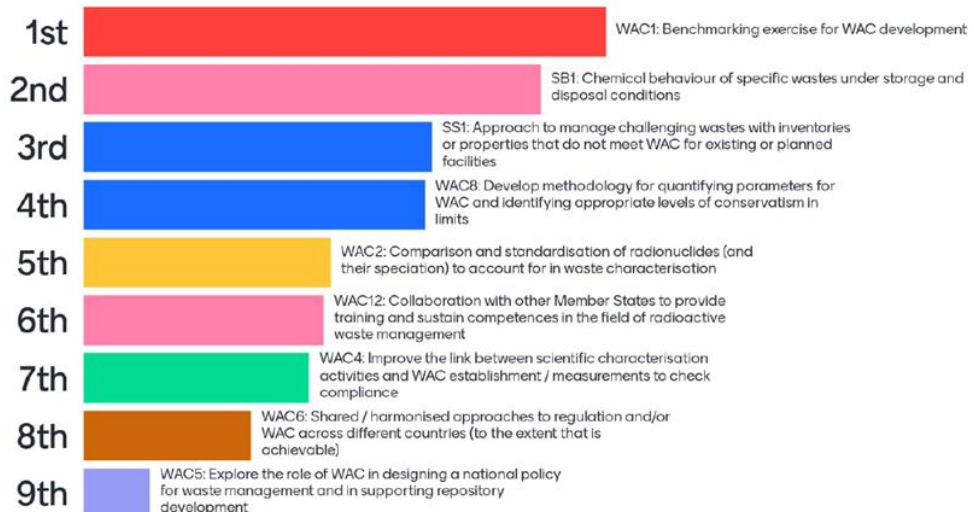 1st
WAC1: Benchmarking exercise for WAC development
2nd
SB1: Chemical behaviour of specific wastes under storage and
disposal conditions
3rd
SS1: Approach to manage challenging wastes with inventories
or properties that do not meet WAC for existing or planned
facilities
4th
WAC8: Develop methodology for quantifying parameters for
WAC and identifying appropriate levels of conservatism in
limits
5th
WAC2: Comparison and standardisation of radionuclides (and
their speciation) to account for in waste characterisation
6th
WAC12: Collaboration with other Member States to provide
training and sustain competences in the field of radioactive
waste management
7th
WAC4: Improve the link between scientific characterisation
activities and WAC establishment / measurements to check
compliance
8th
WAC6: Shared / harmonised approaches to regulation and/or
WAC across different countries (to the extent that is
achievable)
9th
WAC5: Explore the role of WAC in designing a national policy
for waste management and in supporting repository
development